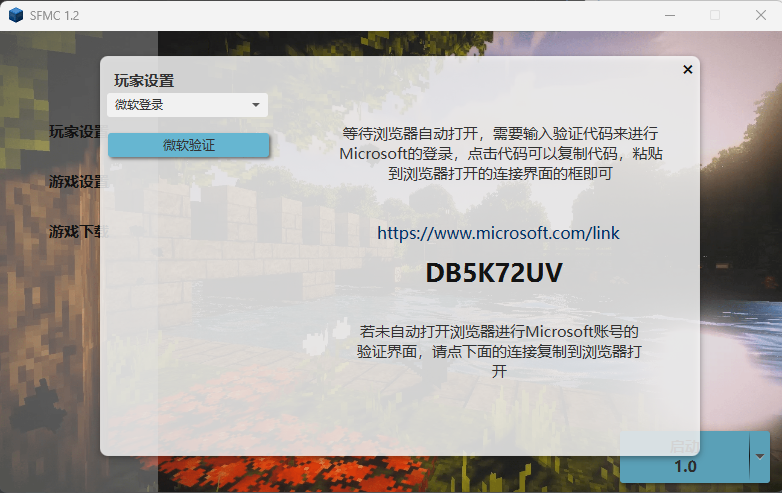 SFMC 1.2
玩家设置
微软登录
微软验证
玩家设置
游戏设置
游戏下载
等待浏览器自动打开，需要输入验证代码来进行
Microsoft的登录，点击代码可以复制代码，粘贴
到浏览器打开的连接界面的框即可
https://www.microsoft.com/link
DB5K72UV
若未自动打开浏览器进行Microsoft账号的
验证界面，请点下面的连接复制到浏览器打
开
启动
1.0